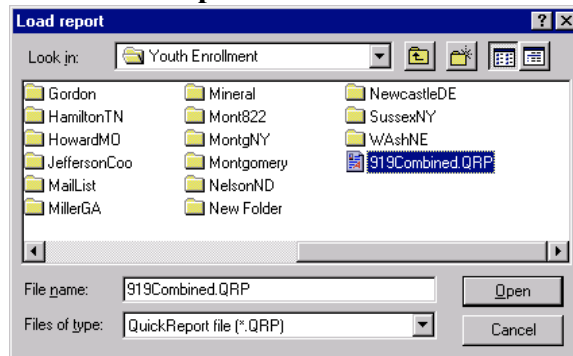 Load report
Look in: Youth Enrollment
Gordon Mineral NewcastleDE
HamiltonTN Mont822 SussexNY
HowardMO MontgNY WAshNE
JeffersonCoo Montgomery 919Combined.QRP
MailList NelsonND
MillerGA New Folder
File name: 919Combined.QRP Open
Files of type: QuickReport file (*.QRP) Cancel